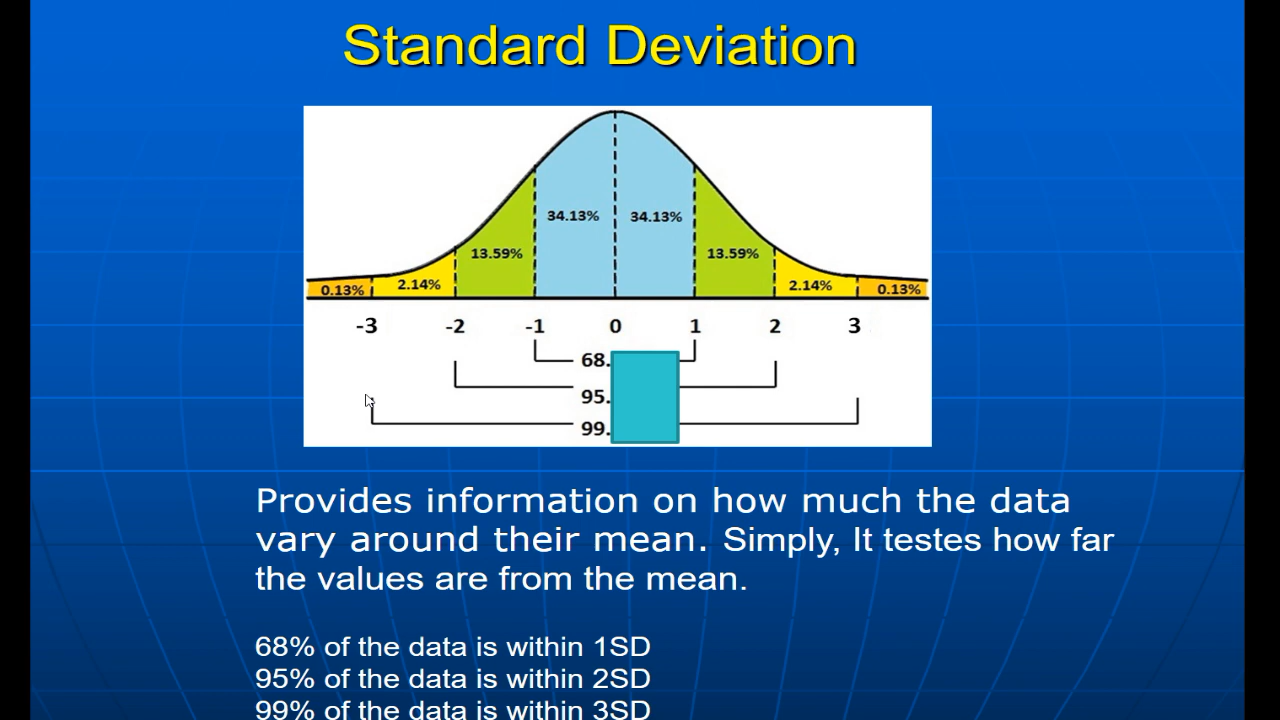 Standard Deviation
34.13% 34.13%
13.59% 13.59%
0.13% 2.14% 2.14% 0.13%
-3 -2 -1 0 1 2 3
68.
95.
99.
Provides information on how much the data
vary around their mean. Simply, It testes how far
the values are from the mean.
68% of the data is within 1SD
95% of the data is within 2SD
99% of the data is within 3SD